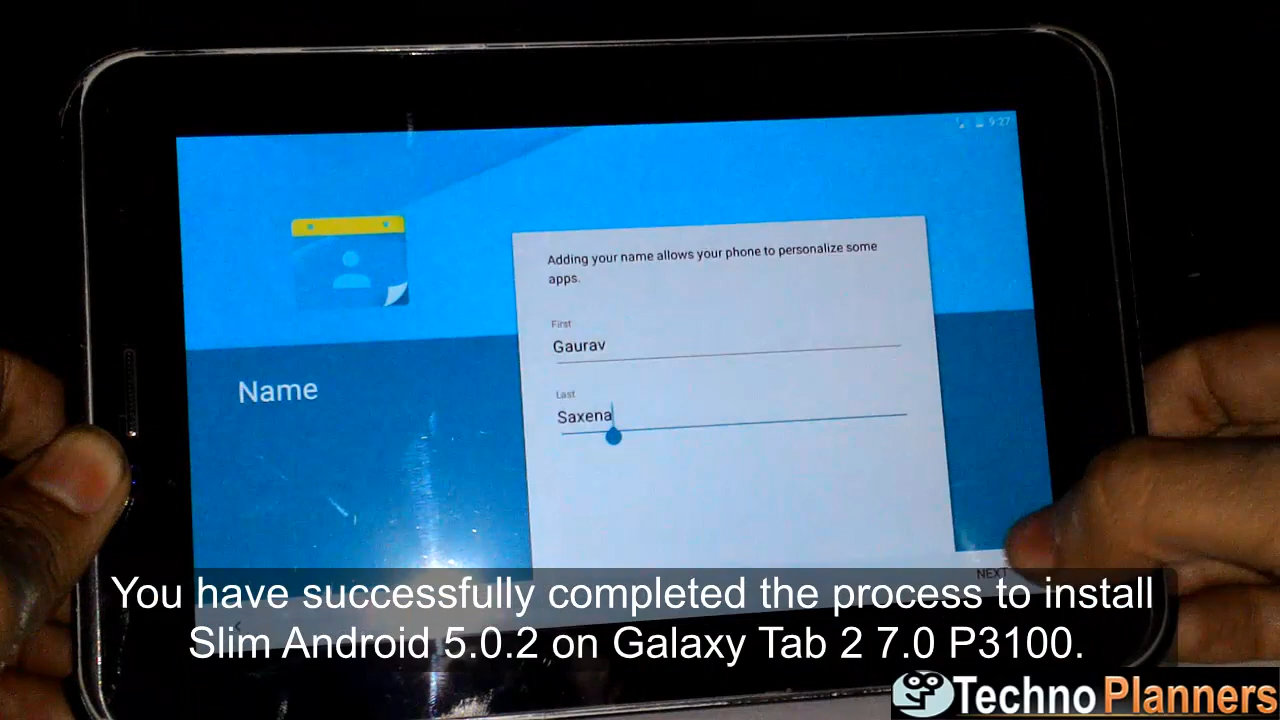 9:27
Adding your name allows your phone to personalize some
apps.
First
Gaurav
Name
Last
Saxena
NEXT
You have successfully completed the process to install
Slim Android 5.0.2 on Galaxy Tab 2 7.0 P3100.
Techno Planners